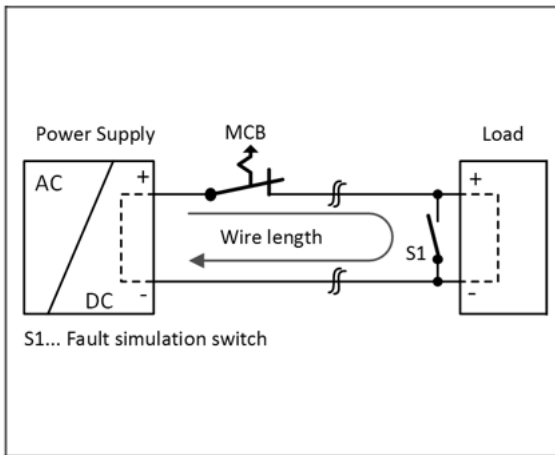 Power Supply
MCB
Load
AC
+
+
Wire length
S1
DC
-
-
S1... Fault simulation switch